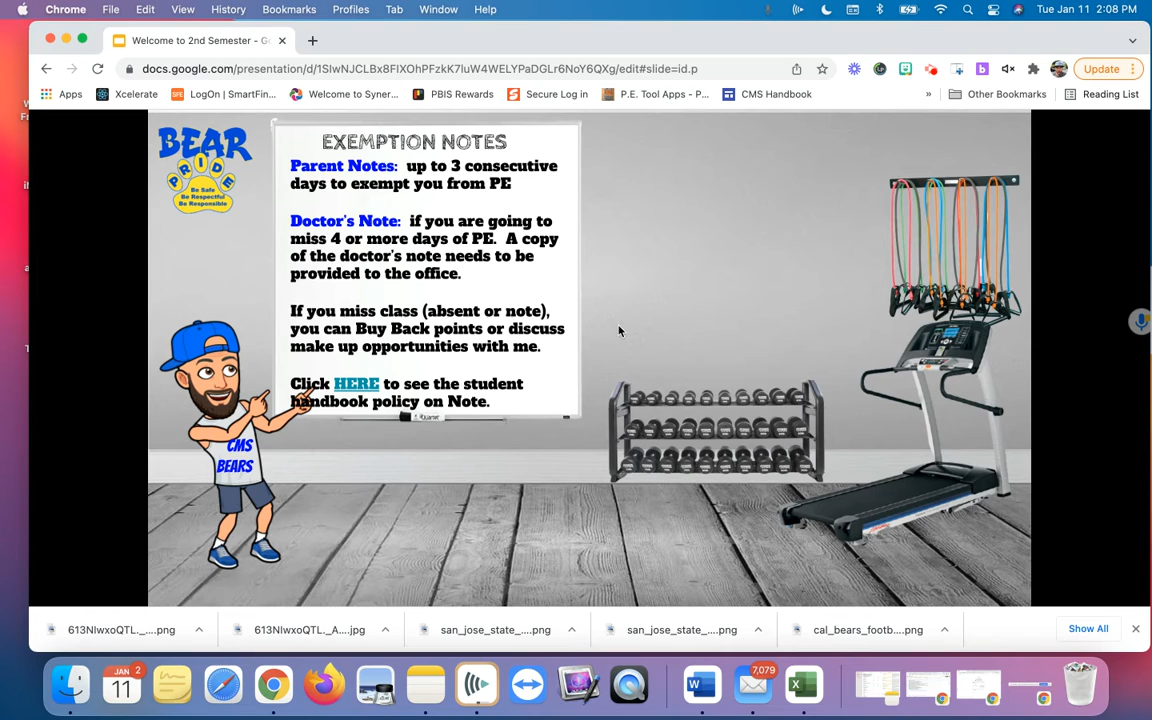 Chrome File Edit View History Bookmarks Profiles Tab Window Help Tue Jan 11 2:08 PM
Welcome to 2nd Semester - G
docs.google.com/presentation/d/1SIwNJCLBx8FIXOhPFzkK7luW4WELYPaDGLr6NoY6QXg/edit#slide=id.p Update
Apps Xcelerate LogOn | SmartFin... Welcome to Syner... PBIS Rewards Secure Log in P.E. Tool Apps - P... CMS Handbook » Other Bookmarks Reading List
BEAR
PRIDE
Be Safe
Be Respectful
Be Responsible
EXEMPTION NOTES
Parent Notes: up to 3 consecutive
days to exempt you from PE
Doctor's Note: if you are going to
miss 4 or more days of PE. A copy
of the doctor's note needs to be
provided to the office.
If you miss class (absent or note),
you can Buy Back points or discuss
make up opportunities with me.
Click HERE to see the student
handbook policy on Note.
CMS
BEARS
613NIwxoQTL._....png 613NIwxoQTL._A....jpg san_jose_state_....png san_jose_state_....png cal_bears_footb....png Show All
JAN 2
11
7,079